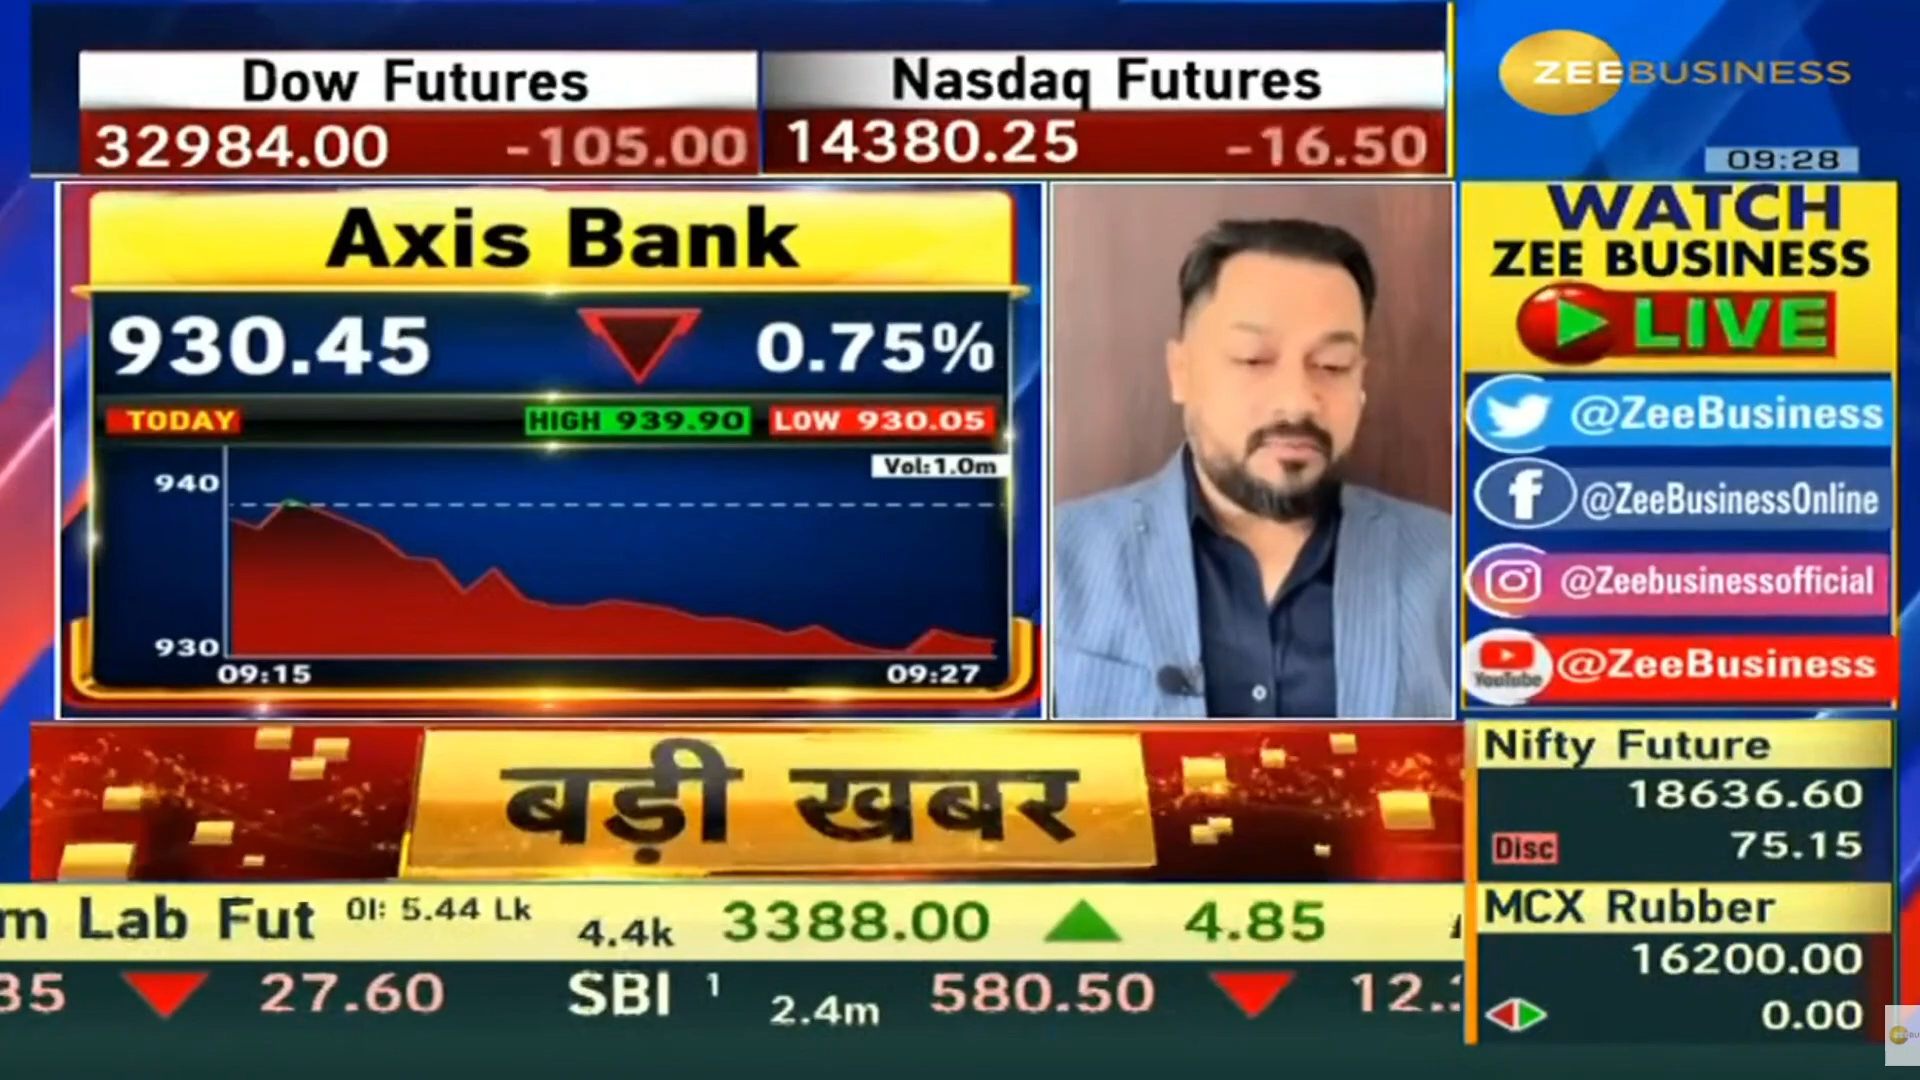 Dow Futures
32984.00 -105.00
Nasdaq Futures
14380.25 -16.50
ZEEBUSINESS
09:28
Axis Bank
930.45 0.75%
TODAY HIGH 939.90 LOW 930.05
Vol:1.0m
940
930
09:15 09:27
WATCH
ZEE BUSINESS
LIVE
@ZeeBusiness
@ZeeBusinessOnline
@Zeebusinessofficial
YouTube @ZeeBusiness
बड़ी खबर
Nifty Future
18636.60
Disc 75.15
MCX Rubber
16200.00
0.00
m Lab Fut OI: 5.44 Lk 4.4k 3388.00 4.85
35 27.60 SBI 1 2.4m 580.50 12.